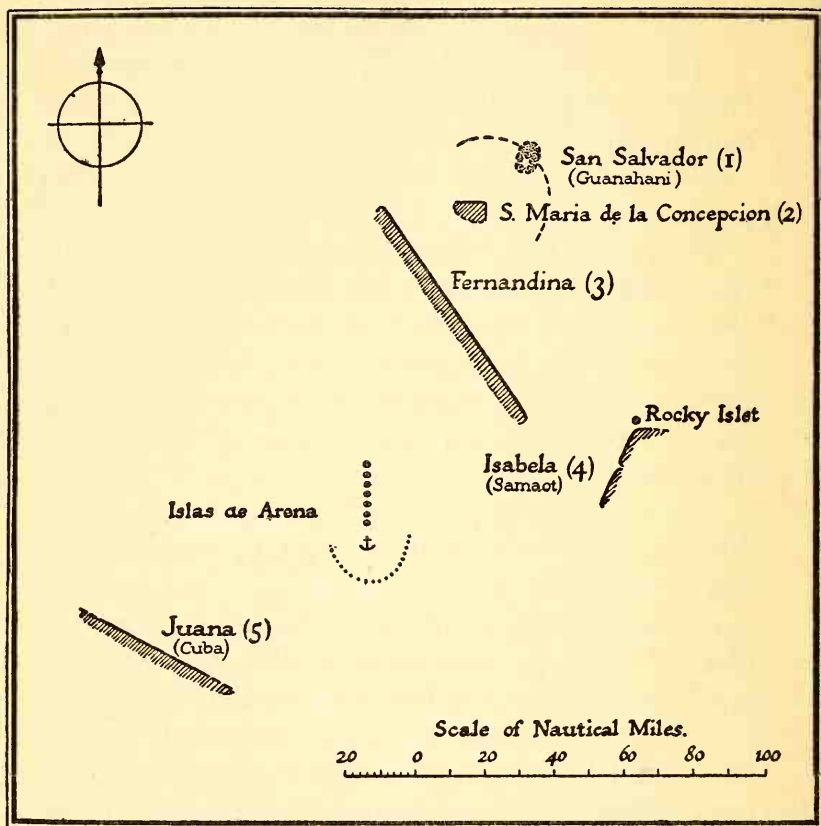 San Salvador (1)
(Guanahani)
S. Maria de la Concepcion (2)
Fernandina (3)
Rocky Islet
Isabela (4)
(Samaot)
Islas de Arena
Juana (5)
(Cuba)
Scale of Nautical Miles.
20 0 20 40 60 80 100